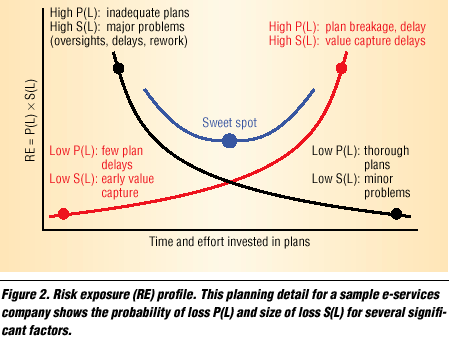 High P(L): inadequate plans
High S(L): major problems
(oversights, delays, rework)
High P(L): plan breakage, delay
High S(L): value capture delays
RE = P(L) × S(L)
Sweet spot
Low P(L): few plan
delays
Low S(L): early value
capture
Low P(L): thorough
plans
Low S(L): minor
problems
Time and effort invested in plans
Figure 2. Risk exposure (RE) profile. This planning detail for a sample e-services
company shows the probability of loss P(L) and size of loss S(L) for several signifi-
cant factors.